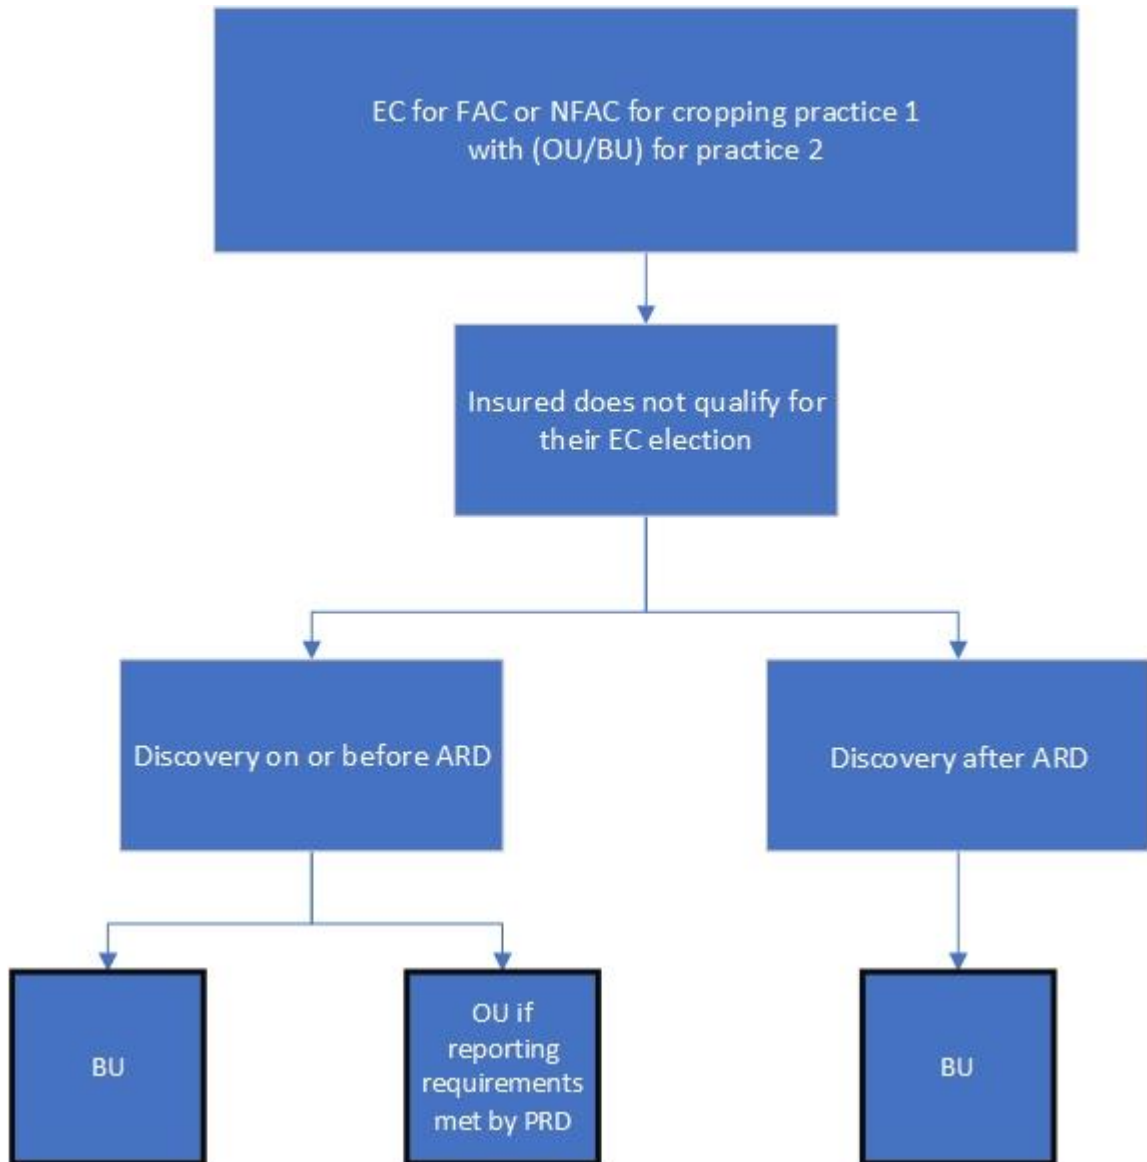 EC for FAC or NFAC for cropping practice 1
with (OU/BU) for practice 2
Insured does not qualify for
their EC election
Discovery on or before ARD
Discovery after ARD
BU
OU if
reporting
requirements
met by PRD
BU